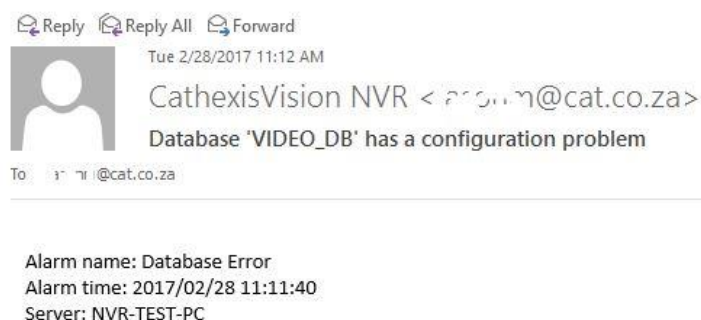 Reply Reply All Forward
Tue 2/28/2017 11:12 AM
CathexisVision NVR < @cat.co.za>
Database 'VIDEO_DB' has a configuration problem
To @cat.co.za
Alarm name: Database Error
Alarm time: 2017/02/28 11:11:40
Server: NVR-TEST-PC